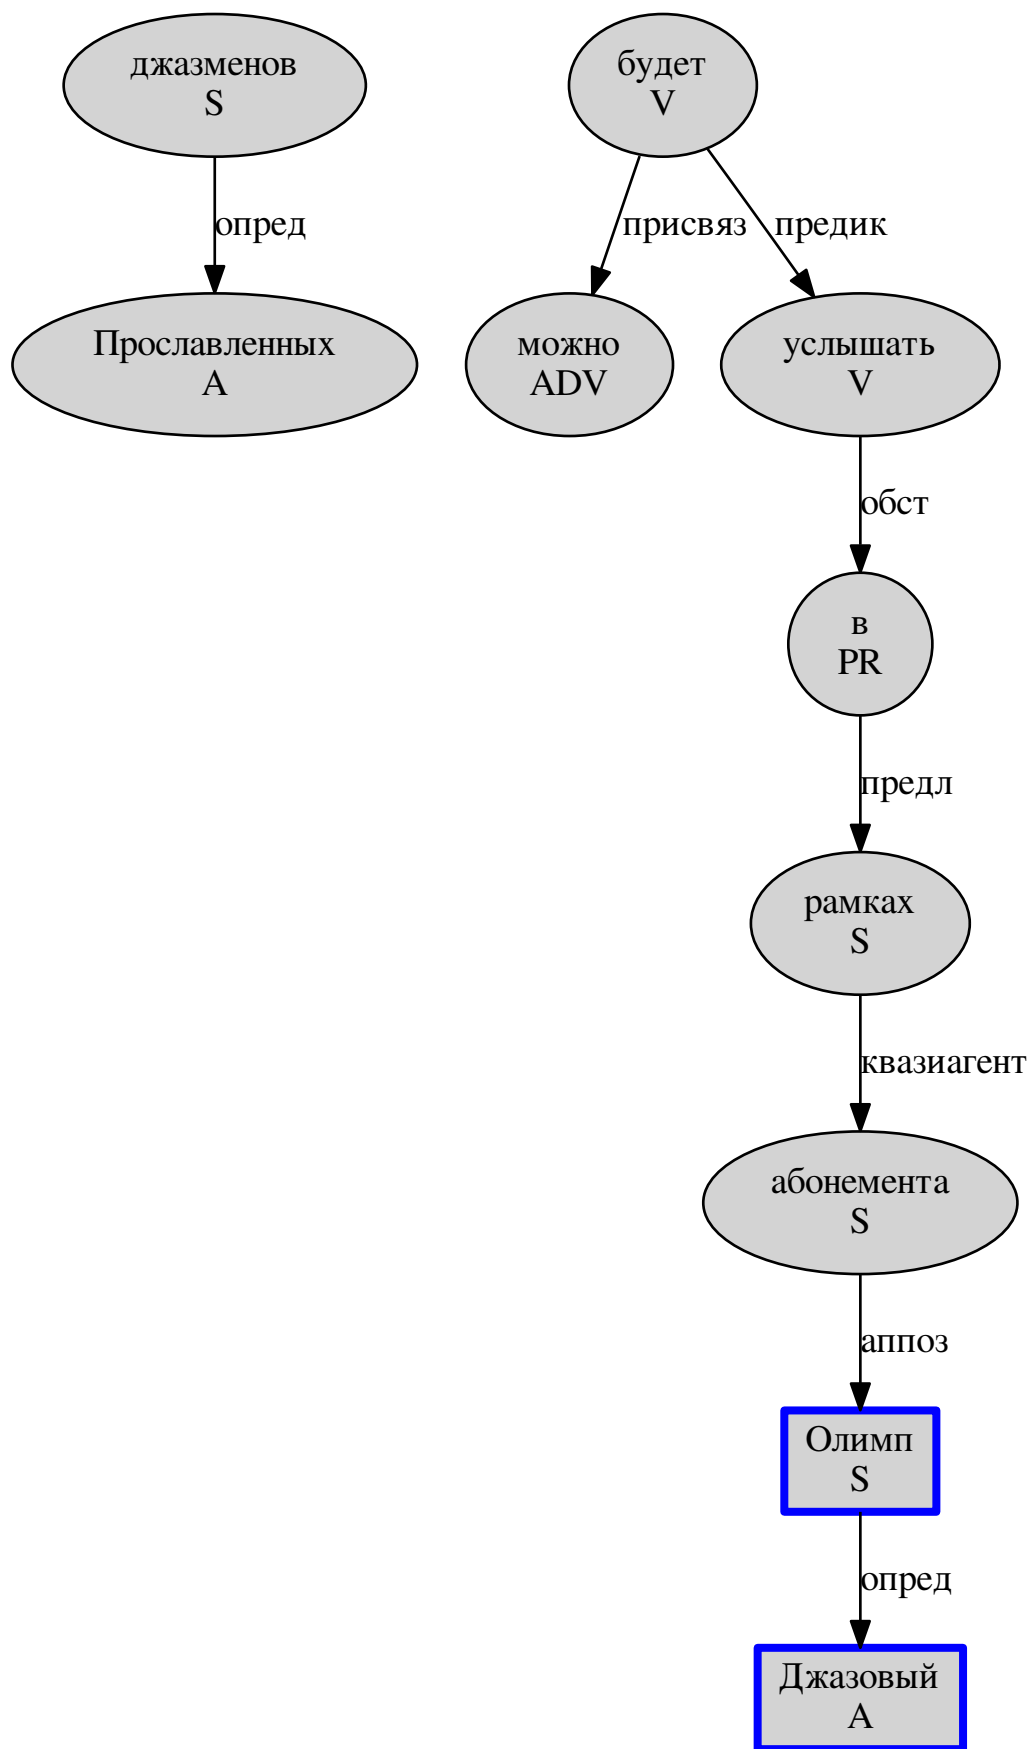 джазменов
S
будет
V
опред
присвяз
предик
Прославленных
A
можно
ADV
услышать
V
обст
в
PR
предл
рамках
S
квазиагент
абонемента
S
аппоз
Олимп
S
опред
Джазовый
A